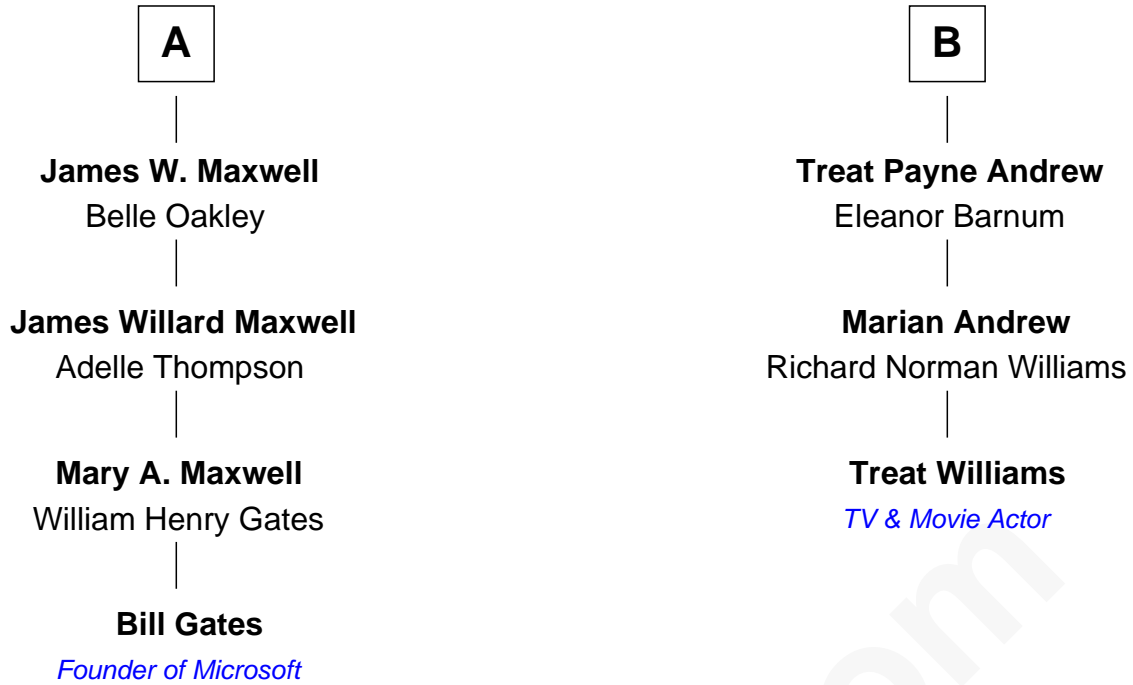 A
James W. Maxwell
Belle Oakley
James Willard Maxwell
Adelle Thompson
Mary A. Maxwell
William Henry Gates
Bill Gates
Founder of Microsoft
B
Treat Payne Andrew
Eleanor Barnum
Marian Andrew
Richard Norman Williams
Treat Williams
TV & Movie Actor
om